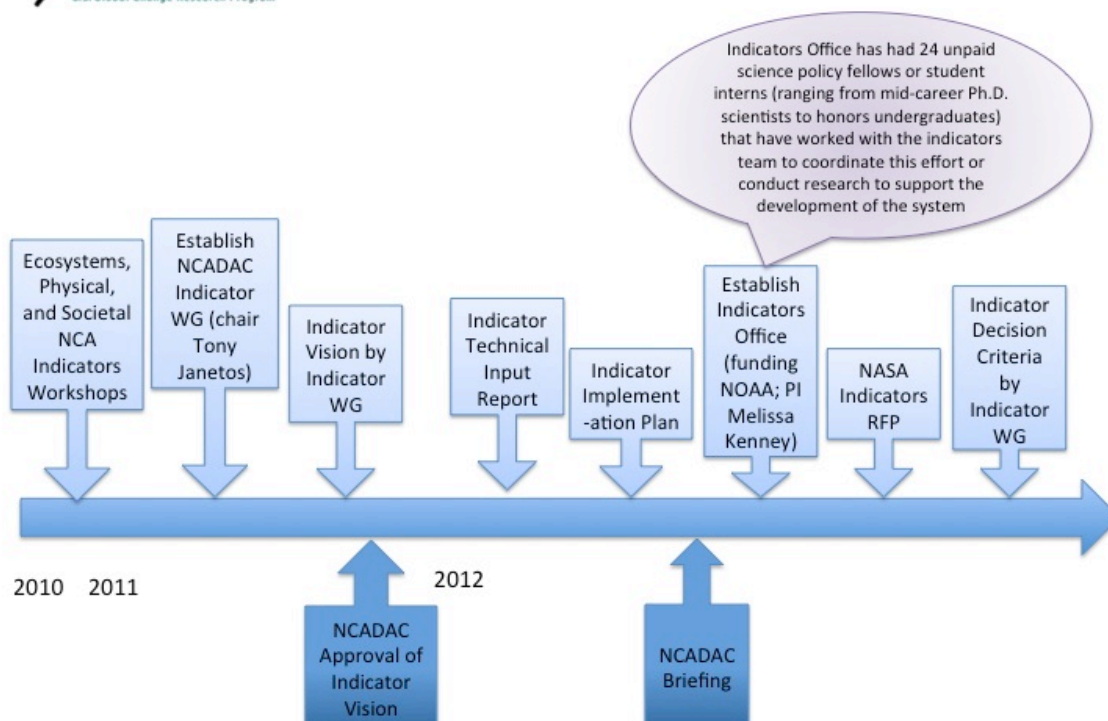 Indicators Office has had 24 unpaid
science policy fellows or student
interns (ranging from mid-career Ph.D.
scientists to honors undergraduates)
that have worked with the indicators
team to coordinate this effort or
conduct research to support the
development of the system
Ecosystems,
Physical,
and Societal
NCA
Indicators
Workshops
Establish
NCADAC
Indicator
WG (chair
Tony
Janetos)
Indicator
Vision by
Indicator
WG
Indicator
Technical
Input
Report
Indicator
Implement
-ation Plan
Establish
Indicators
Office
(funding
NOAA; PI
Melissa
Kenney)
NASA
Indicators
RFP
Indicator
Decision
Criteria
by
Indicator
WG
2010 2011
2012
NCADAC
Approval of
Indicator
Vision
NCADAC
Briefing